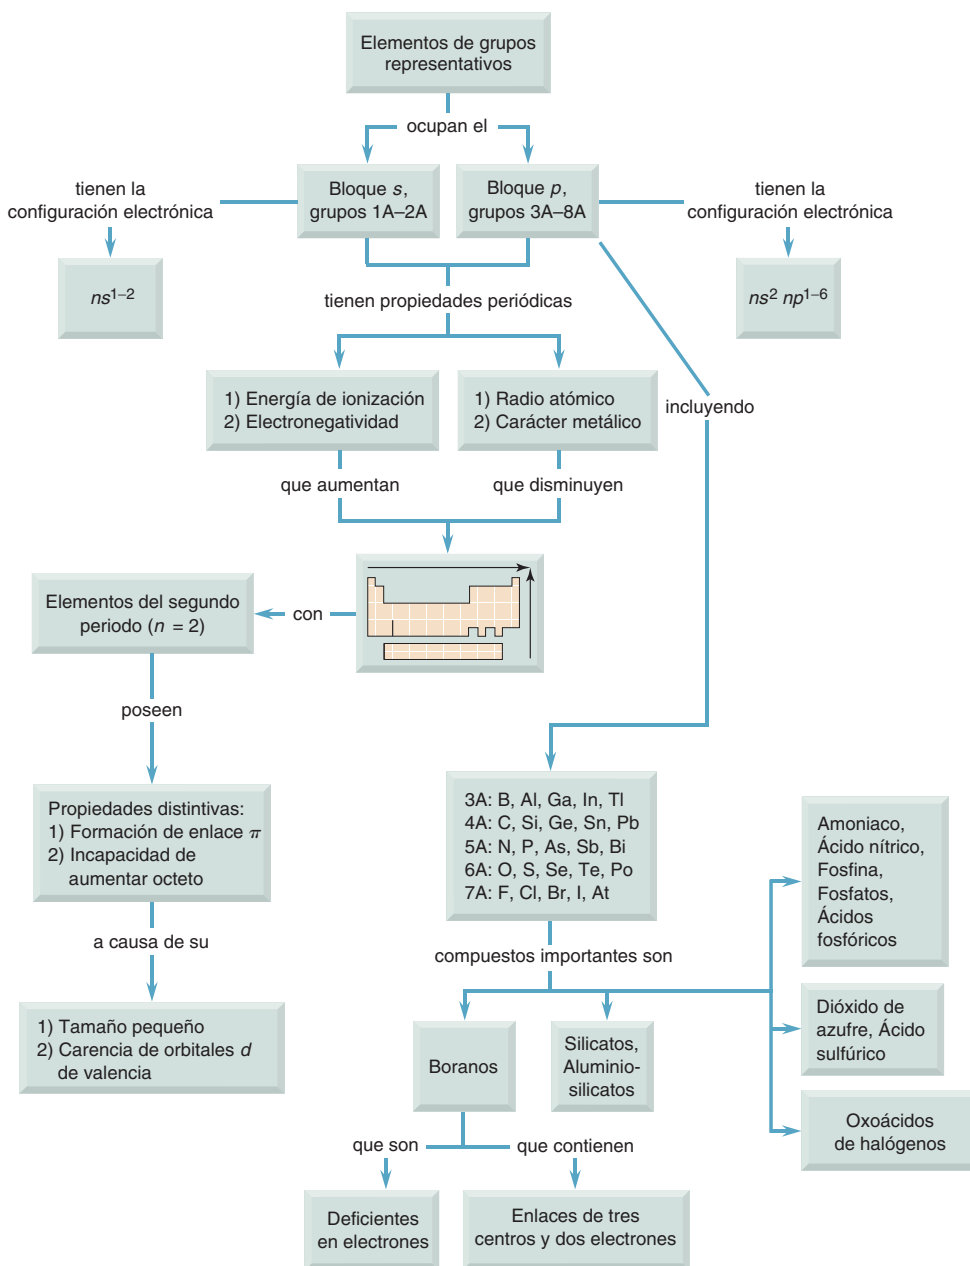 Elementos de grupos
representativos
ocupan el
tienen la
configuración electrónica
Bloque s,
grupos 1A–2A
Bloque p,
grupos 3A–8A
tienen la
configuración electrónica
ns¹⁻²
ns² np¹⁻⁶
tienen propiedades periódicas
1) Energía de ionización
2) Electronegatividad
1) Radio atómico
2) Carácter metálico
incluyendo
que aumentan
que disminuyen
Elementos del segundo
periodo (n = 2)
con
poseen
Propiedades distintivas:
1) Formación de enlace π
2) Incapacidad de
aumentar octeto
a causa de su
1) Tamaño pequeño
2) Carencia de orbitales d
de valencia
3A: B, Al, Ga, In, Tl
4A: C, Si, Ge, Sn, Pb
5A: N, P, As, Sb, Bi
6A: O, S, Se, Te, Po
7A: F, Cl, Br, I, At
compuestos importantes son
Amoniaco,
Ácido nítrico,
Fosfina,
Fosfatos,
Ácidos
fosfóricos
Dióxido de
azufre, Ácido
sulfúrico
Oxoácidos
de halógenos
Boranos
Silicatos,
Aluminio-
silicatos
que son
que contienen
Deficientes
en electrones
Enlaces de tres
centros y dos electrones